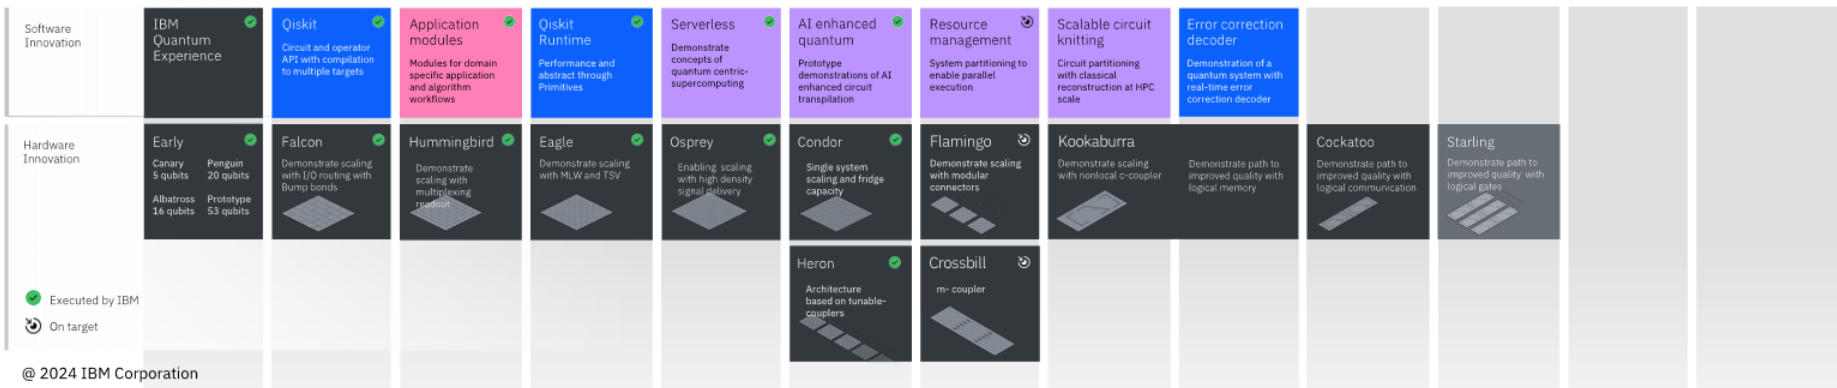 Software
Innovation
IBM
Quantum
Experience
Qiskit
Circuit and operator
API with compilation
to multiple targets
Application
modules
Modules for domain
specific application
and algorithm
workflows
Qiskit
Runtime
Performance and
abstract through
Primitives
Serverless
Demonstrate
concepts of
quantum centric-
supercomputing
AI enhanced
quantum
Prototype
demonstrations of AI
enhanced circuit
transpilation
Resource
management
System partitioning to
enable parallel
execution
Scalable circuit
knitting
Circuit partitioning
with classical
reconstruction at HPC
scale
Error correction
decoder
Demonstration of a
quantum system with
real-time error
correction decoder
Hardware
Innovation
Early
Canary
5 qubits
Penguin
20 qubits
Albatross
16 qubits
Prototype
53 qubits
Falcon
Demonstrate scaling
with I/O routing with
Bump bonds
Hummingbird
Demonstrate
scaling with
multiplexing
readout
Eagle
Demonstrate scaling
with MLW and TSV
Osprey
Enabling scaling
with high density
signal delivery
Condor
Single system
scaling and fridge
capacity
Flamingo
Demonstrate scaling
with modular
connectors
Kookaburra
Demonstrate scaling
with nonlocal c-coupler
Demonstrate path to
improved quality with
logical memory
Cockatoo
Demonstrate path to
improved quality with
logical communication
Starling
Demonstrate path to
improved quality with
logical gates
Heron
Architecture
based on tunable-
couplers
Crossbill
m- coupler
Executed by IBM
On target
@ 2024 IBM Corporation